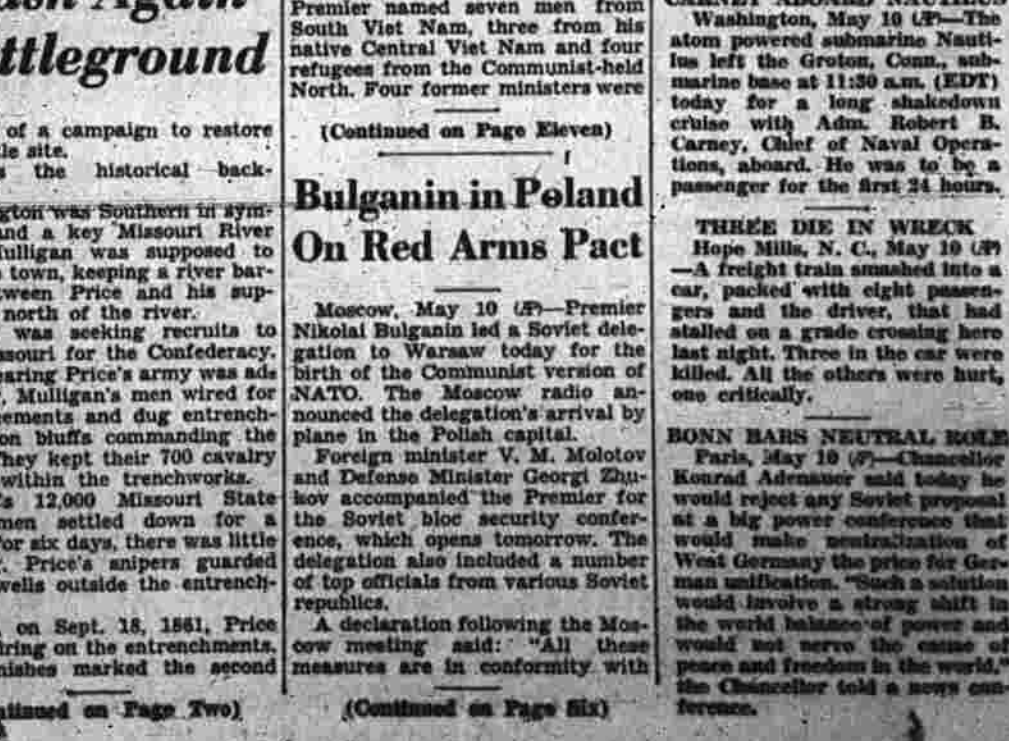 Again
ttleground
of a campaign to restore
le site.
s the historical back-
gton was Southern in sym-
and a key Missouri River
Mulligan was supposed to
town, keeping a river bar-
tween Price and his sup-
north of the river.
was seeking recruits to
ssouri for the Confederacy.
earing Price's army was ad-
Mulligan's men wired for
ements and dug entrench-
on bluffs commanding the
They kept their 700 cavalry
within the trenchworks.
's 12,000 Missouri State
men settled down for a
For six days, there was little
Price's snipers guarded
wells outside the entrench-
on Sept. 18, 1861, Price
firing on the entrenchments.
nishes marked the second
ntinued on Page Two)
Premier named seven men from
South Viet Nam, three from his
native Central Viet Nam and four
refugees from the Communist-held
North. Four former ministers were
(Continued on Page Eleven)
Bulganin in Poland
On Red Arms Pact
Moscow, May 10 (UP)—Premier
Nikolai Bulganin led a Soviet dele-
gation to Warsaw today for the
birth of the Communist version of
NATO. The Moscow radio an-
nounced the delegation's arrival by
plane in the Polish capital.
Foreign minister V. M. Molotov
and Defense Minister Georgi Zhu-
kov accompanied the Premier for
the Soviet bloc security confer-
ence, which opens tomorrow. The
delegation also included a number
of top officials from various Soviet
republics.
A declaration following the Mos-
cow meeting said: "All these
measures are in conformity with
(Continued on Page Six)
CARNEY ABOARD NAUTILUS
Washington, May 10 (UP)—The
atom powered submarine Nauti-
lus left the Groton, Conn., sub-
marine base at 11:30 a.m. (EDT)
today for a long shakedown
cruise with Adm. Robert B.
Carney, Chief of Naval Opera-
tions, aboard. He was to be a
passenger for the first 24 hours.
THREE DIE IN WRECK
Hope Mills, N. C., May 10 (UP)
—A freight train smashed into a
car, packed with eight passen-
gers and the driver, that had
stalled on a grade crossing here
last night. Three in the car were
killed. All the others were hurt,
one critically.
BONN BARS NEUTRAL ROLE
Paris, May 10 (UP)—Chancellor
Konrad Adenauer said today he
would reject any Soviet proposal
at a big power conference that
would make neutralization of
West Germany the price for Ger-
man unification. "Such a solution
would involve a strong shift in
the world balance of power and
would not serve the cause of
peace and freedom in the world,"
the Chancellor told a news con-
ference.